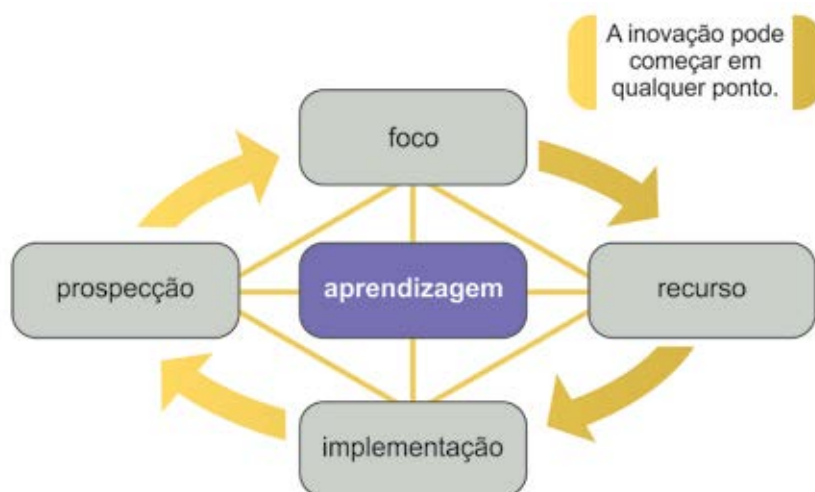 A inovação pode
começar em
qualquer ponto.
foco
prospecção
aprendizagem
recurso
implementação